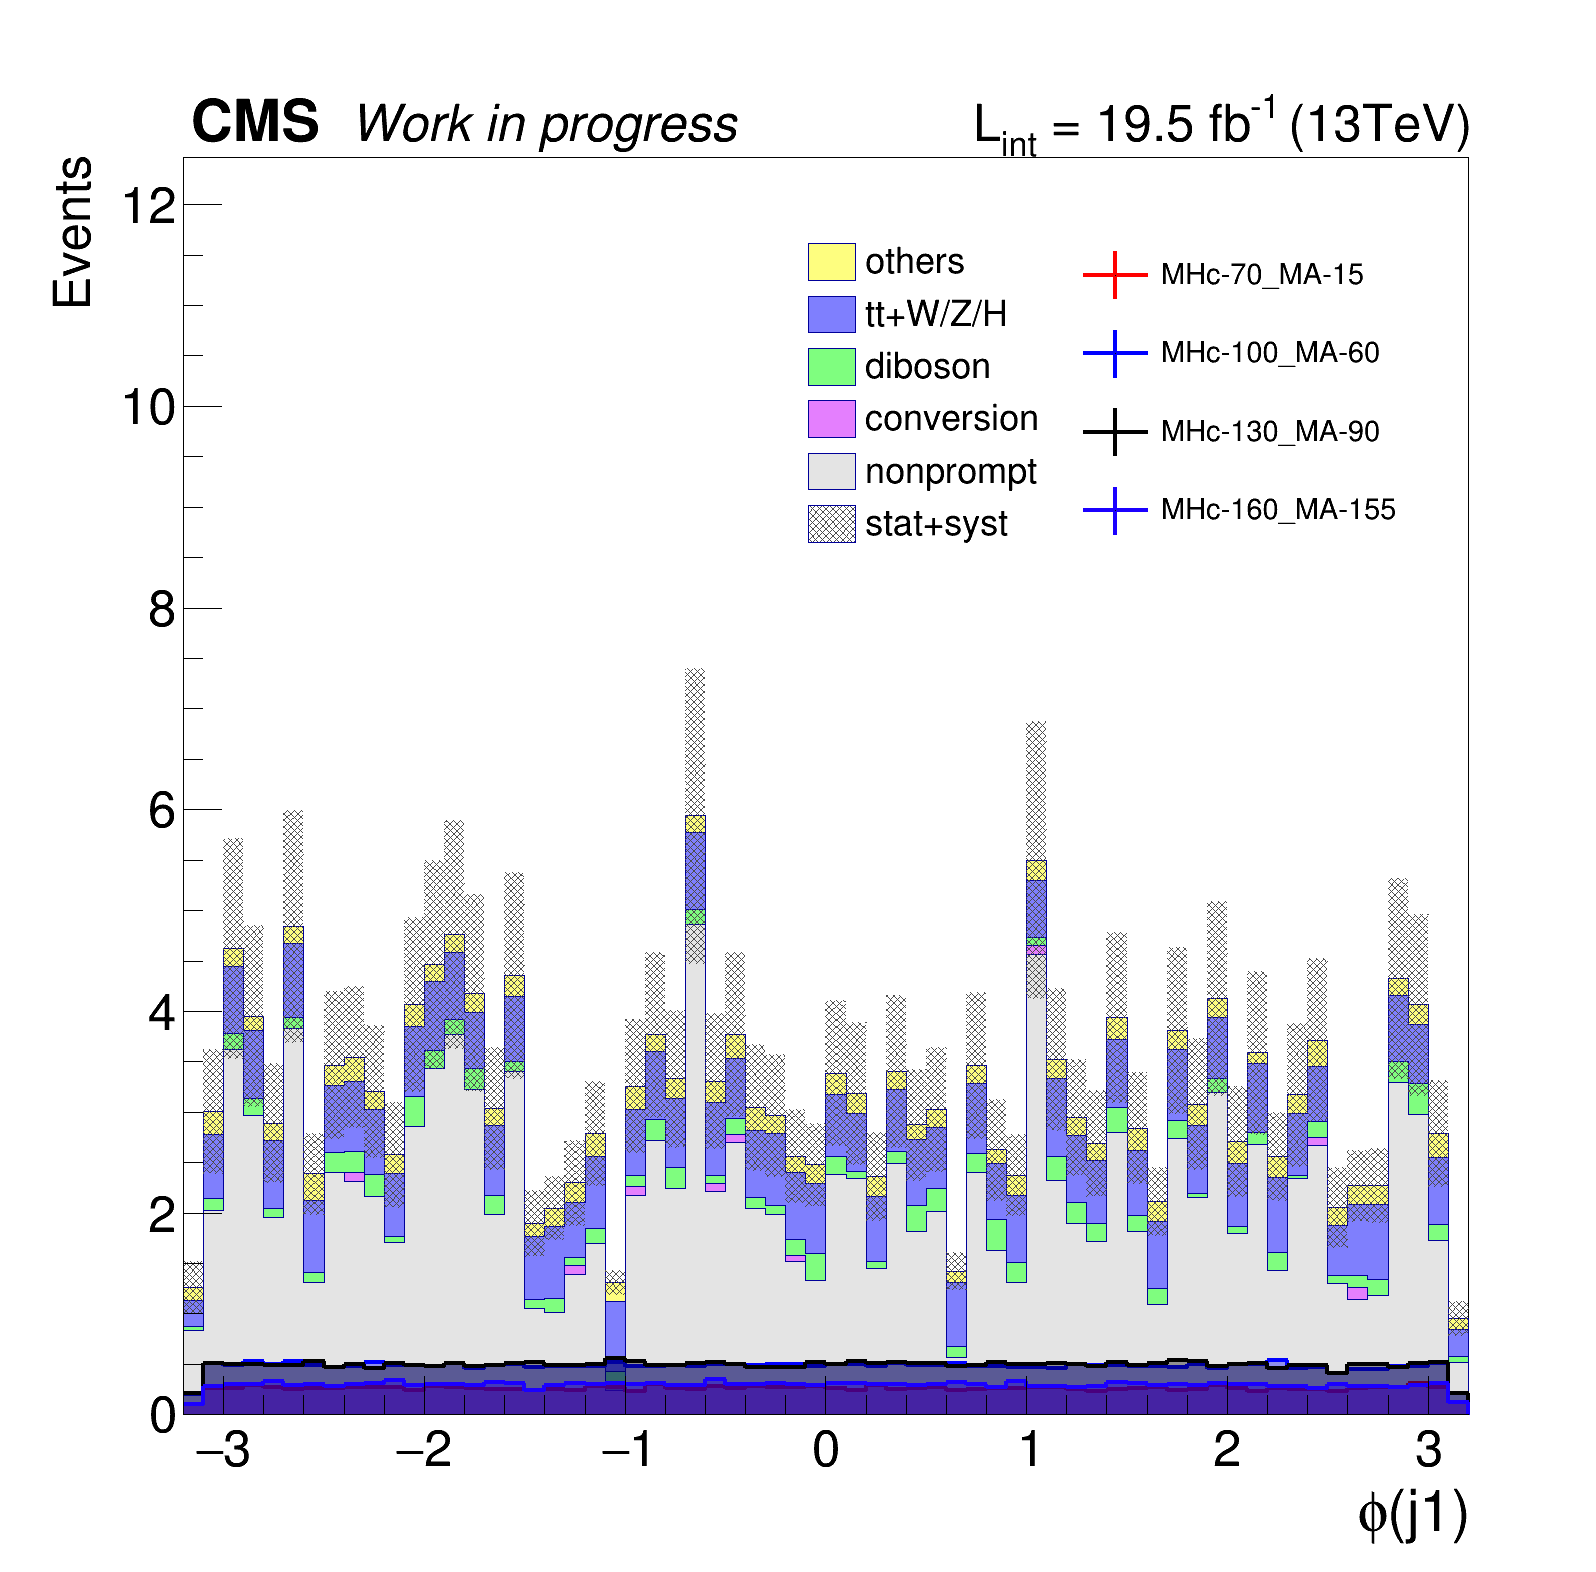 CMS Work in progress L_int = 19.5 fb^-1 (13TeV)
Events
12
10
8
6
4
2
0
others
tt+W/Z/H
diboson
conversion
nonprompt
stat+syst
MHc-70_MA-15
MHc-100_MA-60
MHc-130_MA-90
MHc-160_MA-155
−3 −2 −1 0 1 2 3
ϕ(j1)